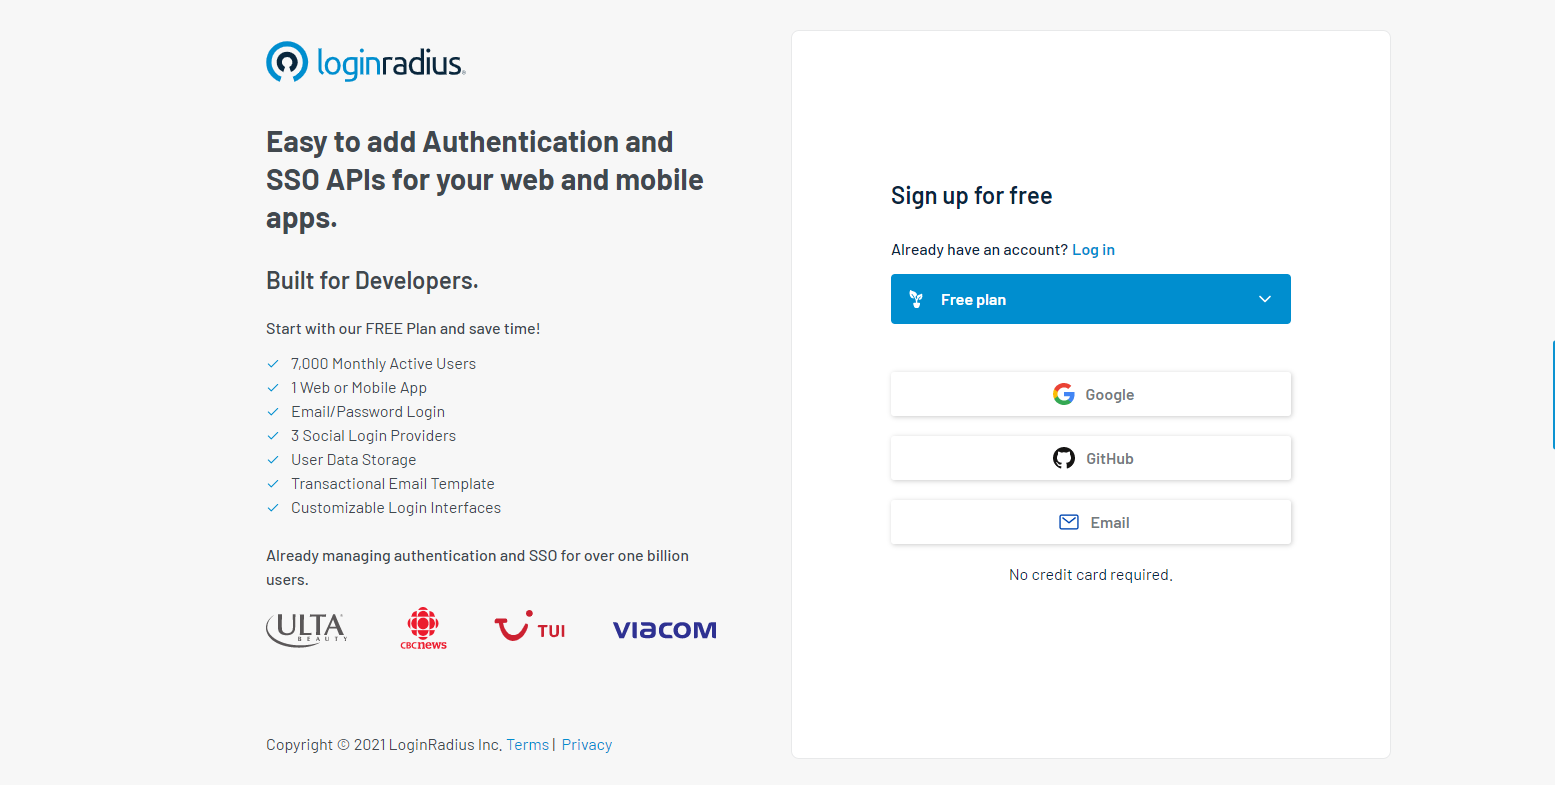 loginradius
Easy to add Authentication and
SSO APIs for your web and mobile
apps.
Built for Developers.
Start with our FREE Plan and save time!
7,000 Monthly Active Users
1 Web or Mobile App
Email/Password Login
3 Social Login Providers
User Data Storage
Transactional Email Template
Customizable Login Interfaces
Already managing authentication and SSO for over one billion
users.
ULTA
BEAUTY
CBCnews
TUI
VIACOM
Copyright © 2021 LoginRadius Inc. Terms | Privacy
Sign up for free
Already have an account? Log in
Free plan
Google
GitHub
Email
No credit card required.